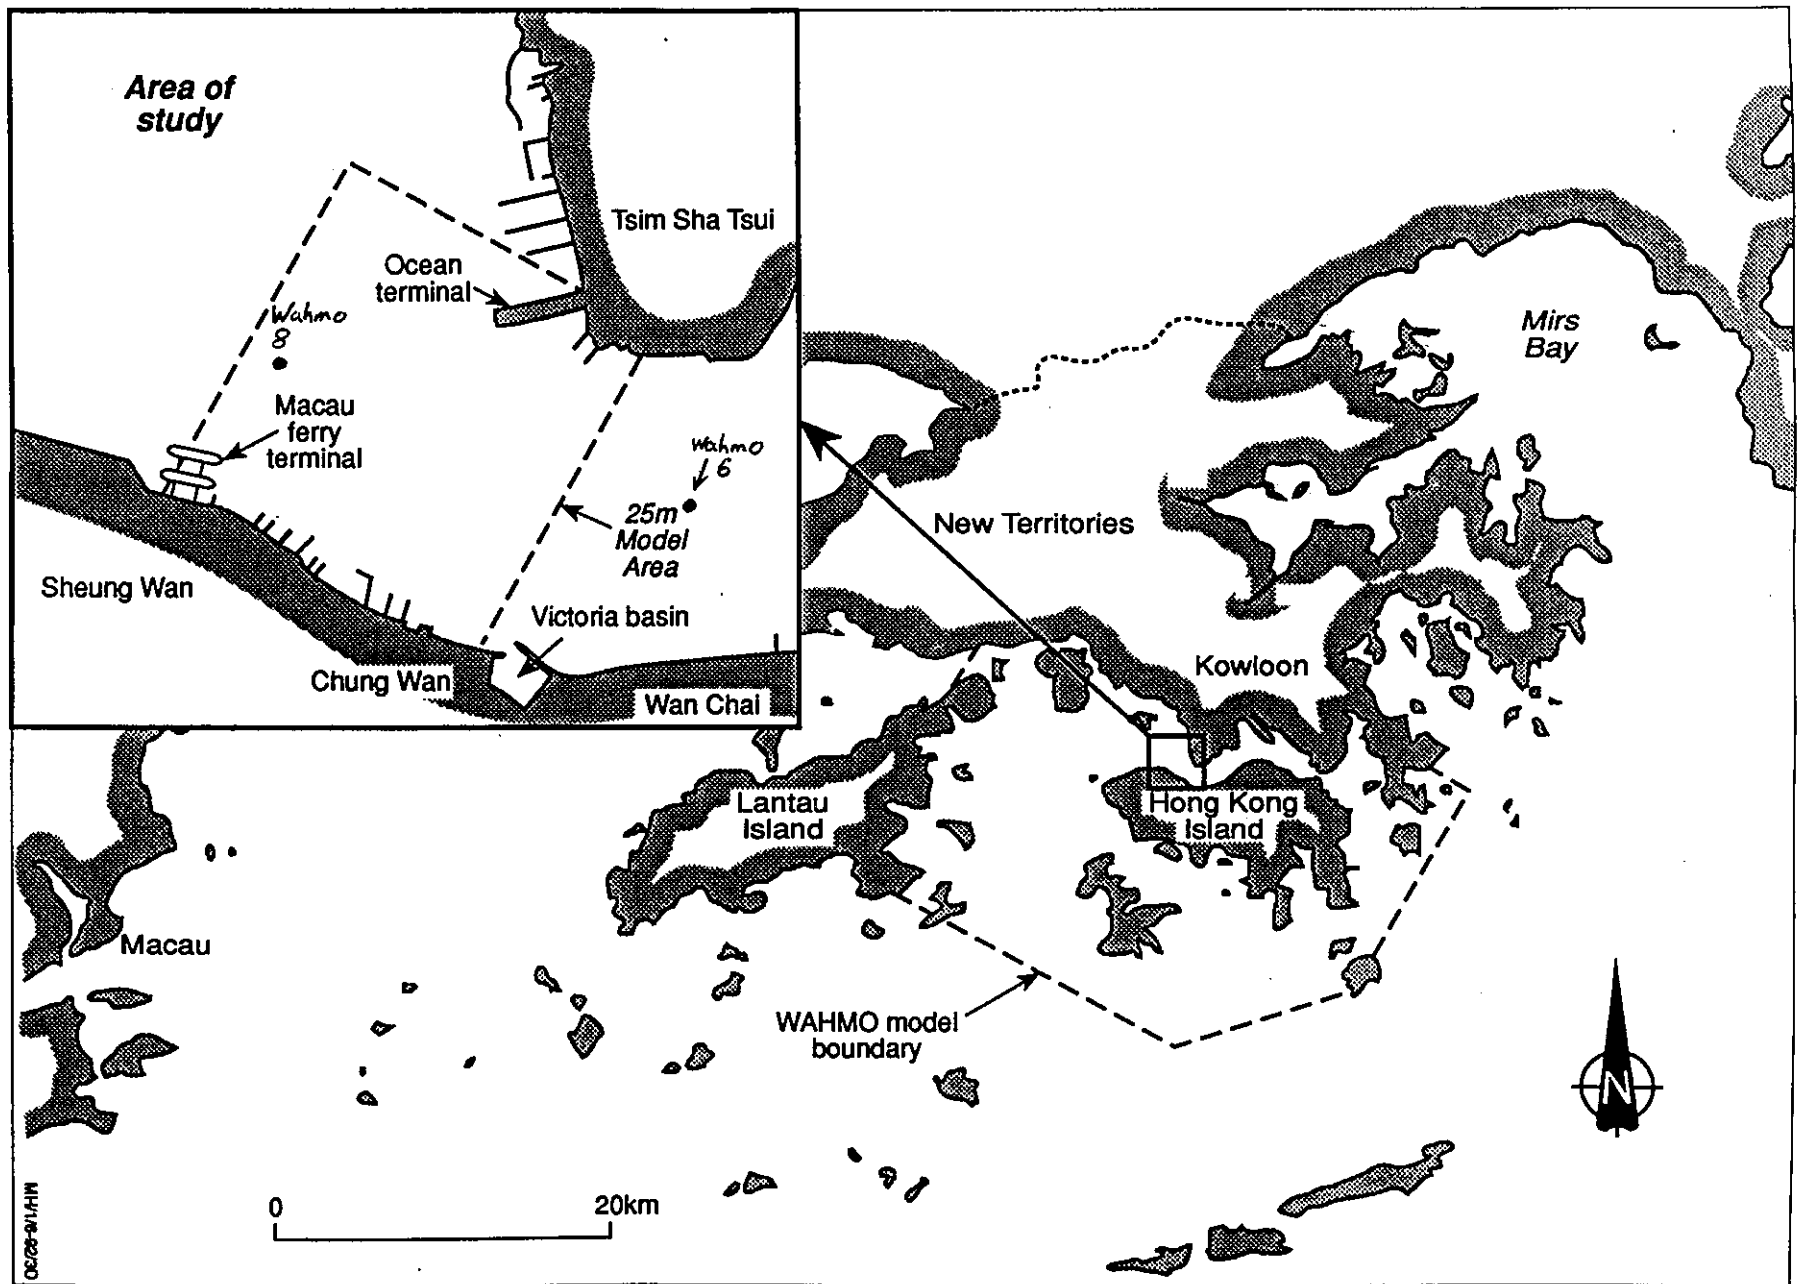 Area of
study
Tsim Sha Tsui
Ocean
terminal
Wahmo
8
Macau
ferry
terminal
Wahmo
6
25m
Model
Area
Sheung Wan
Victoria basin
Chung Wan
Wan Chai
Mirs
Bay
New Territories
Kowloon
Lantau
Island
Hong Kong
Island
Macau
WAHMO model
boundary
N
0 20km